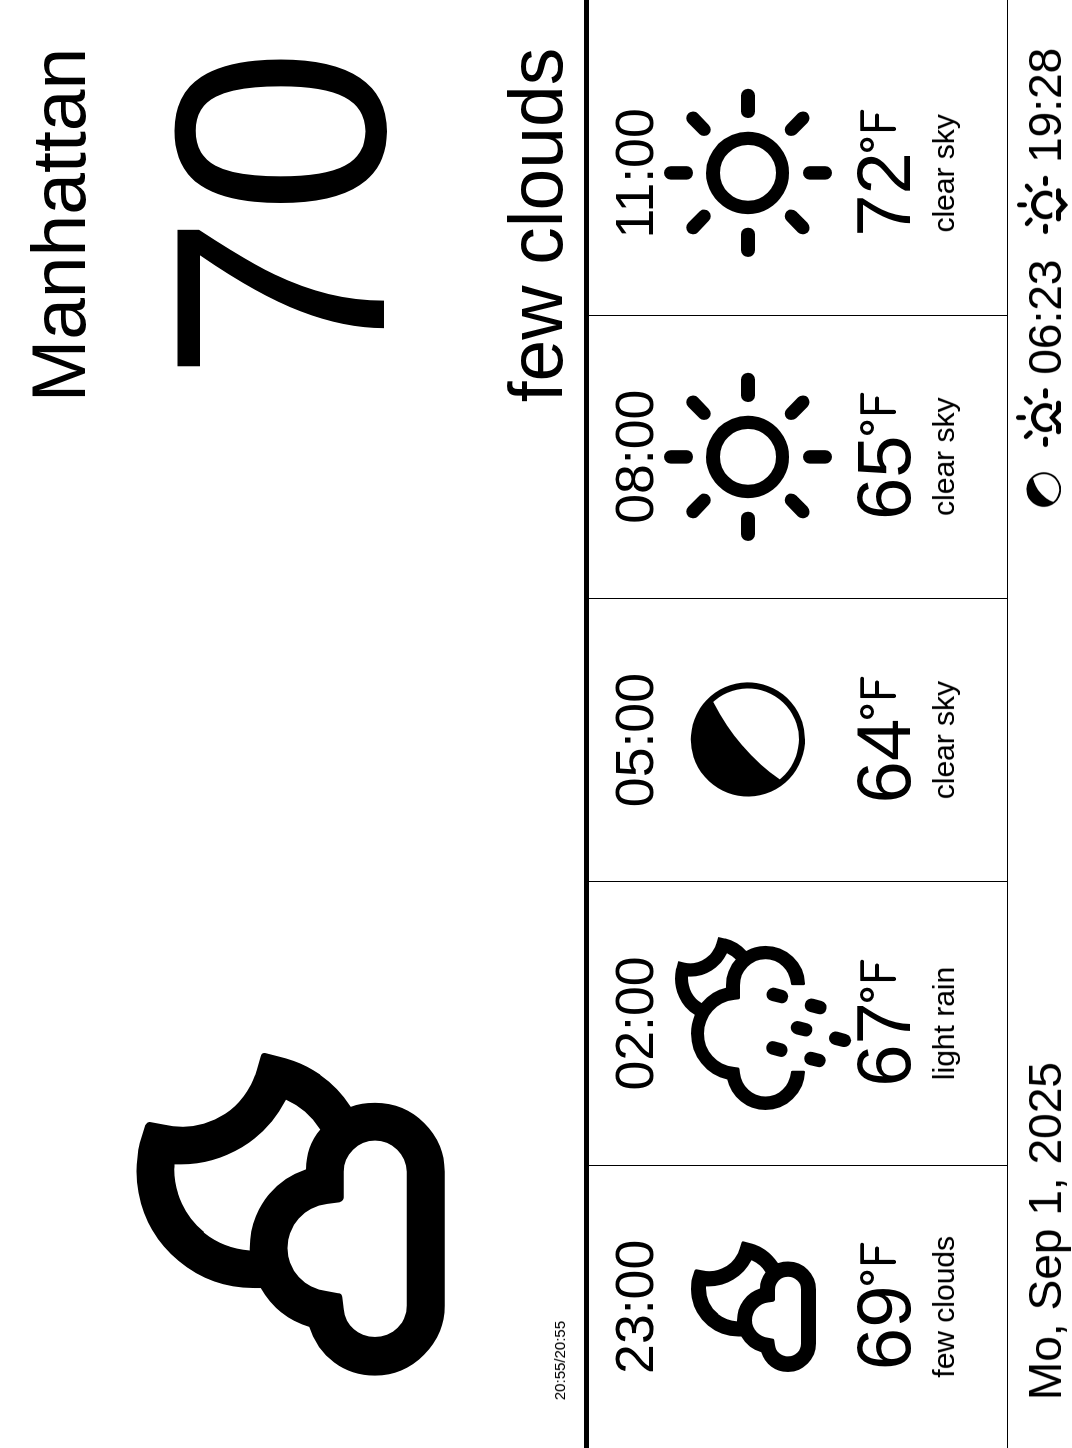 Manhattan
70
few clouds
20:55/20:55
23:00
69°F
few clouds
02:00
67°F
light rain
05:00
64°F
clear sky
08:00
65°F
clear sky
11:00
72°F
clear sky
Mo, Sep 1, 2025
06:23
19:28